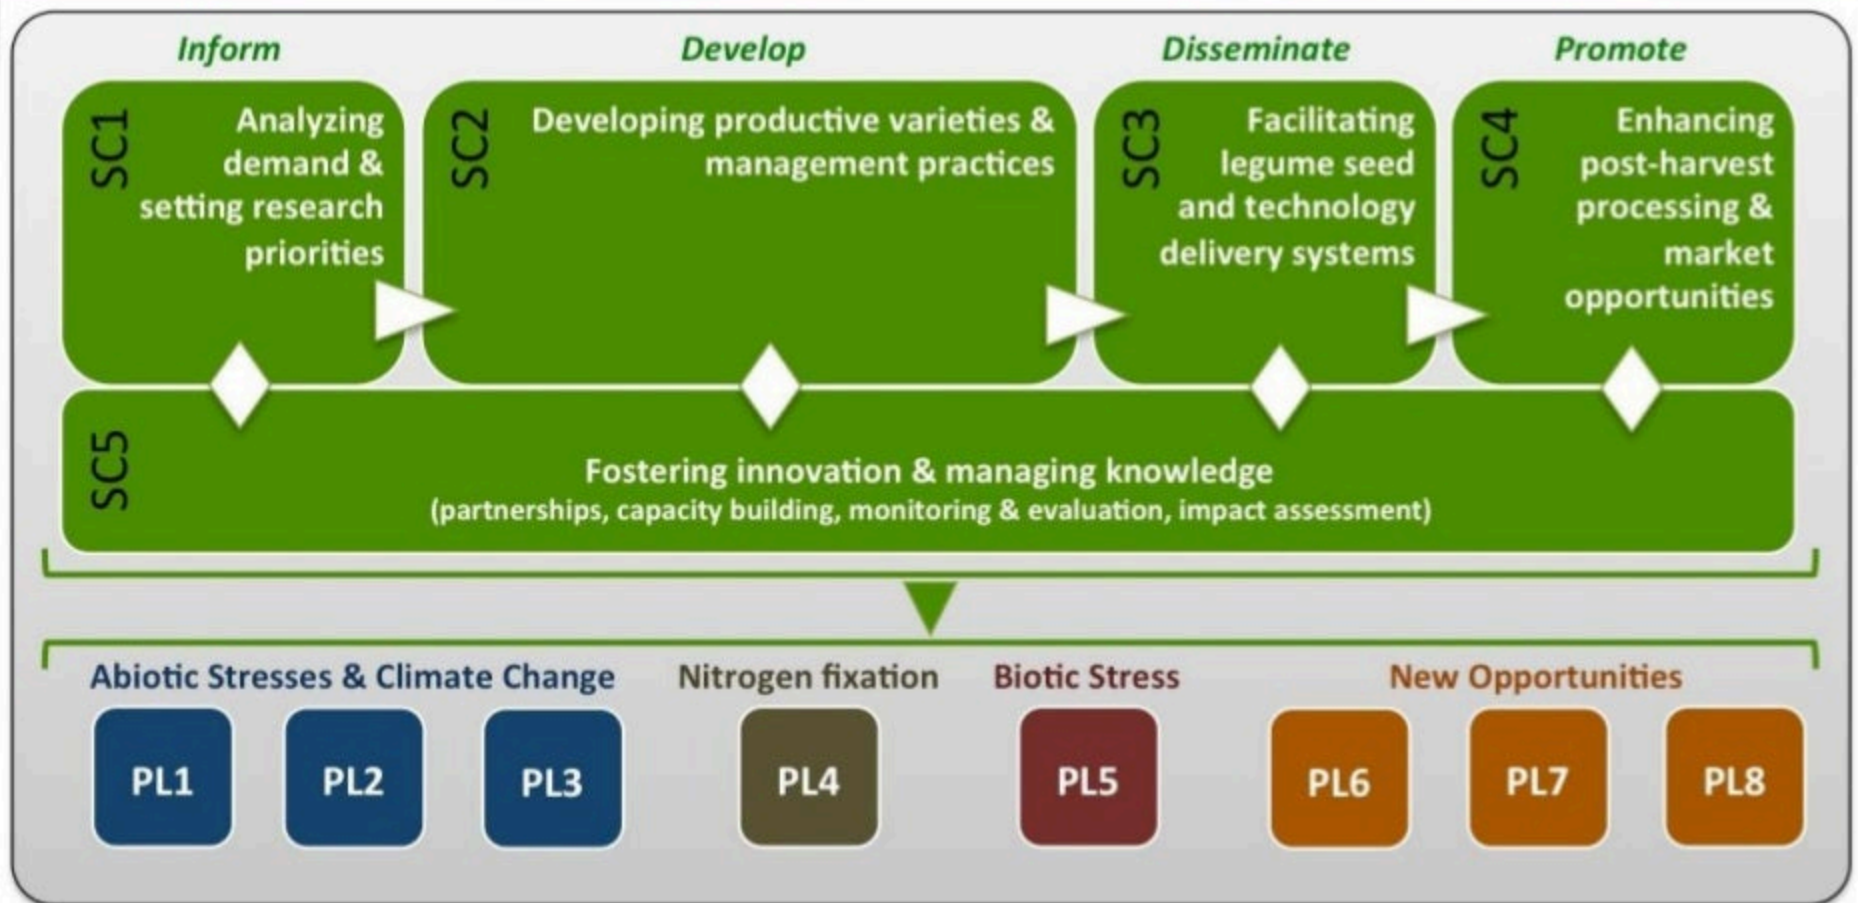 Inform
Develop
Disseminate
Promote
SC1
Analyzing
demand &
setting research
priorities
SC2
Developing productive varieties &
management practices
SC3
Facilitating
legume seed
and technology
delivery systems
SC4
Enhancing
post-harvest
processing &
market
opportunities
SC5
Fostering innovation & managing knowledge
(partnerships, capacity building, monitoring & evaluation, impact assessment)
Abiotic Stresses & Climate Change
Nitrogen fixation
Biotic Stress
New Opportunities
PL1
PL2
PL3
PL4
PL5
PL6
PL7
PL8